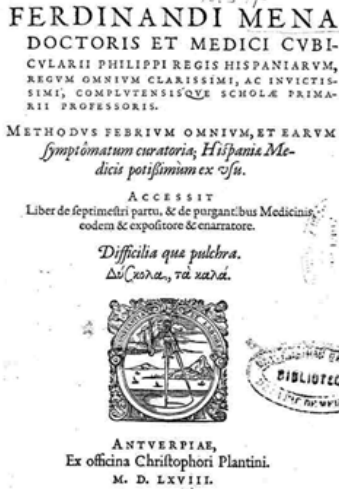 FERDINANDI MENA
DOCTORIS ET MEDICI CVBI-
CVLARII PHILIPPI REGIS HISPANIARVM,
REGVM OMNIVM CLARISSIMI, AC INVICTIS-
SIMI, COMPLVTENSISQVE SCHOLÆ PRIMA-
RII PROFESSORIS.
METHODVS FEBRIVM OMNIVM, ET EARVM
ſymptômatum curatoria; Hiſpaniæ Me-
dicis potißimùm ex vſu.
ACCESSIT
Liber de ſeptimeſtri partu, & de purgantibus Medicinis,
eodem & expoſitore & enarratore.
Difficilia quæ pulchra.
Δύσκολα, τὰ καλά.
BIBLIOTEC
ANTVERPIAE,
Ex officina Chriſtophori Plantini.
M. D. LXVIII.